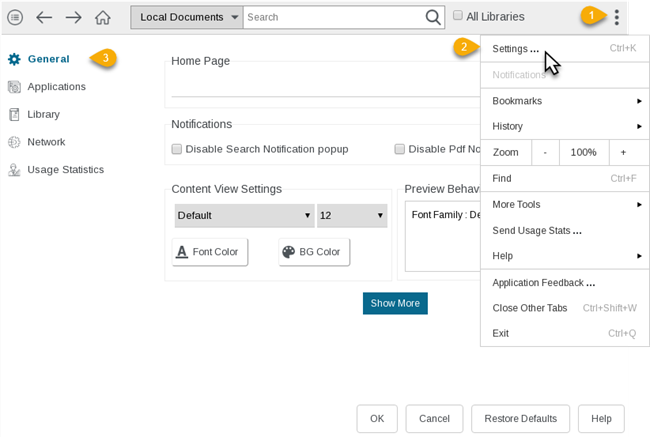 Local Documents
Search
All Libraries
1
2
Settings ...
Ctrl+K
General
3
Home Page
Notifications
Applications
Bookmarks
Library
Notifications
History
Network
Disable Search Notification popup
Disable Pdf No
Zoom
-
100%
+
Usage Statistics
Find
Ctrl+F
Content View Settings
Preview Behav
More Tools
Default
12
Font Family : De
Send Usage Stats ...
Font Color
BG Color
Help
Application Feedback ...
Show More
Close Other Tabs
Ctrl+Shift+W
Exit
Ctrl+Q
OK
Cancel
Restore Defaults
Help